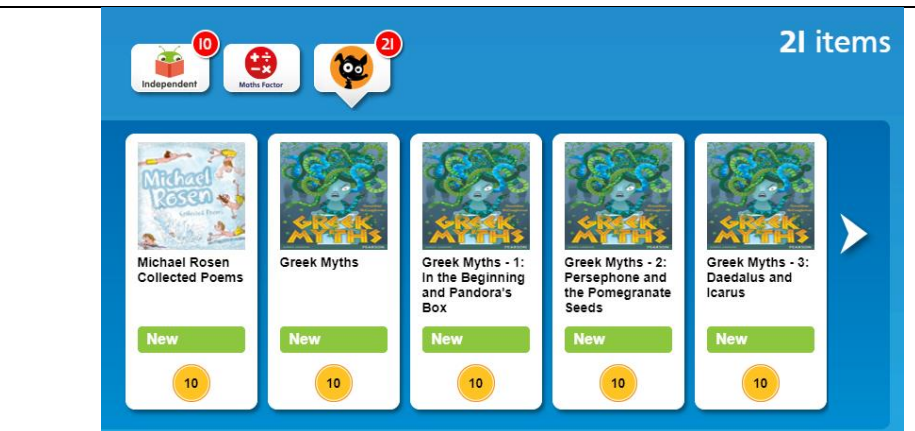 10
21
21 items
Independent
Maths Factor
Michael
Rosen
Collected Poems
GREEK
MYTHS
PEARSON
GREEK
MYTHS
PEARSON
GREEK
MYTHS
PEARSON
GREEK
MYTHS
PEARSON
Michael Rosen
Collected Poems
Greek Myths
Greek Myths - 1:
In the Beginning
and Pandora's
Box
Greek Myths - 2:
Persephone and
the Pomegranate
Seeds
Greek Myths - 3:
Daedalus and
Icarus
New
New
New
New
New
10
10
10
10
10